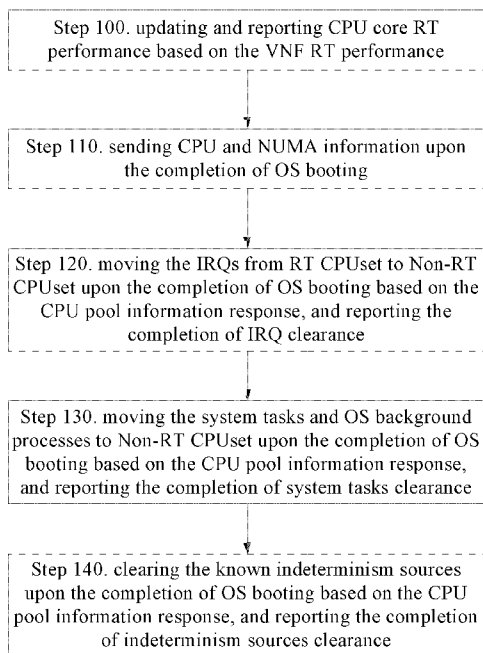 Step 100. updating and reporting CPU core RT
performance based on the VNF RT performance
Step 110. sending CPU and NUMA information upon
the completion of OS booting
Step 120. moving the IRQs from RT CPUset to Non-RT
CPUset upon the completion of OS booting based on the
CPU pool information response, and reporting the
completion of IRQ clearance
Step 130. moving the system tasks and OS background
processes to Non-RT CPUset upon the completion of OS
booting based on the CPU pool information response,
and reporting the completion of system tasks clearance
Step 140. clearing the known indeterminism sources
upon the completion of OS booting based on the CPU
pool information response, and reporting the completion
of indeterminism sources clearance